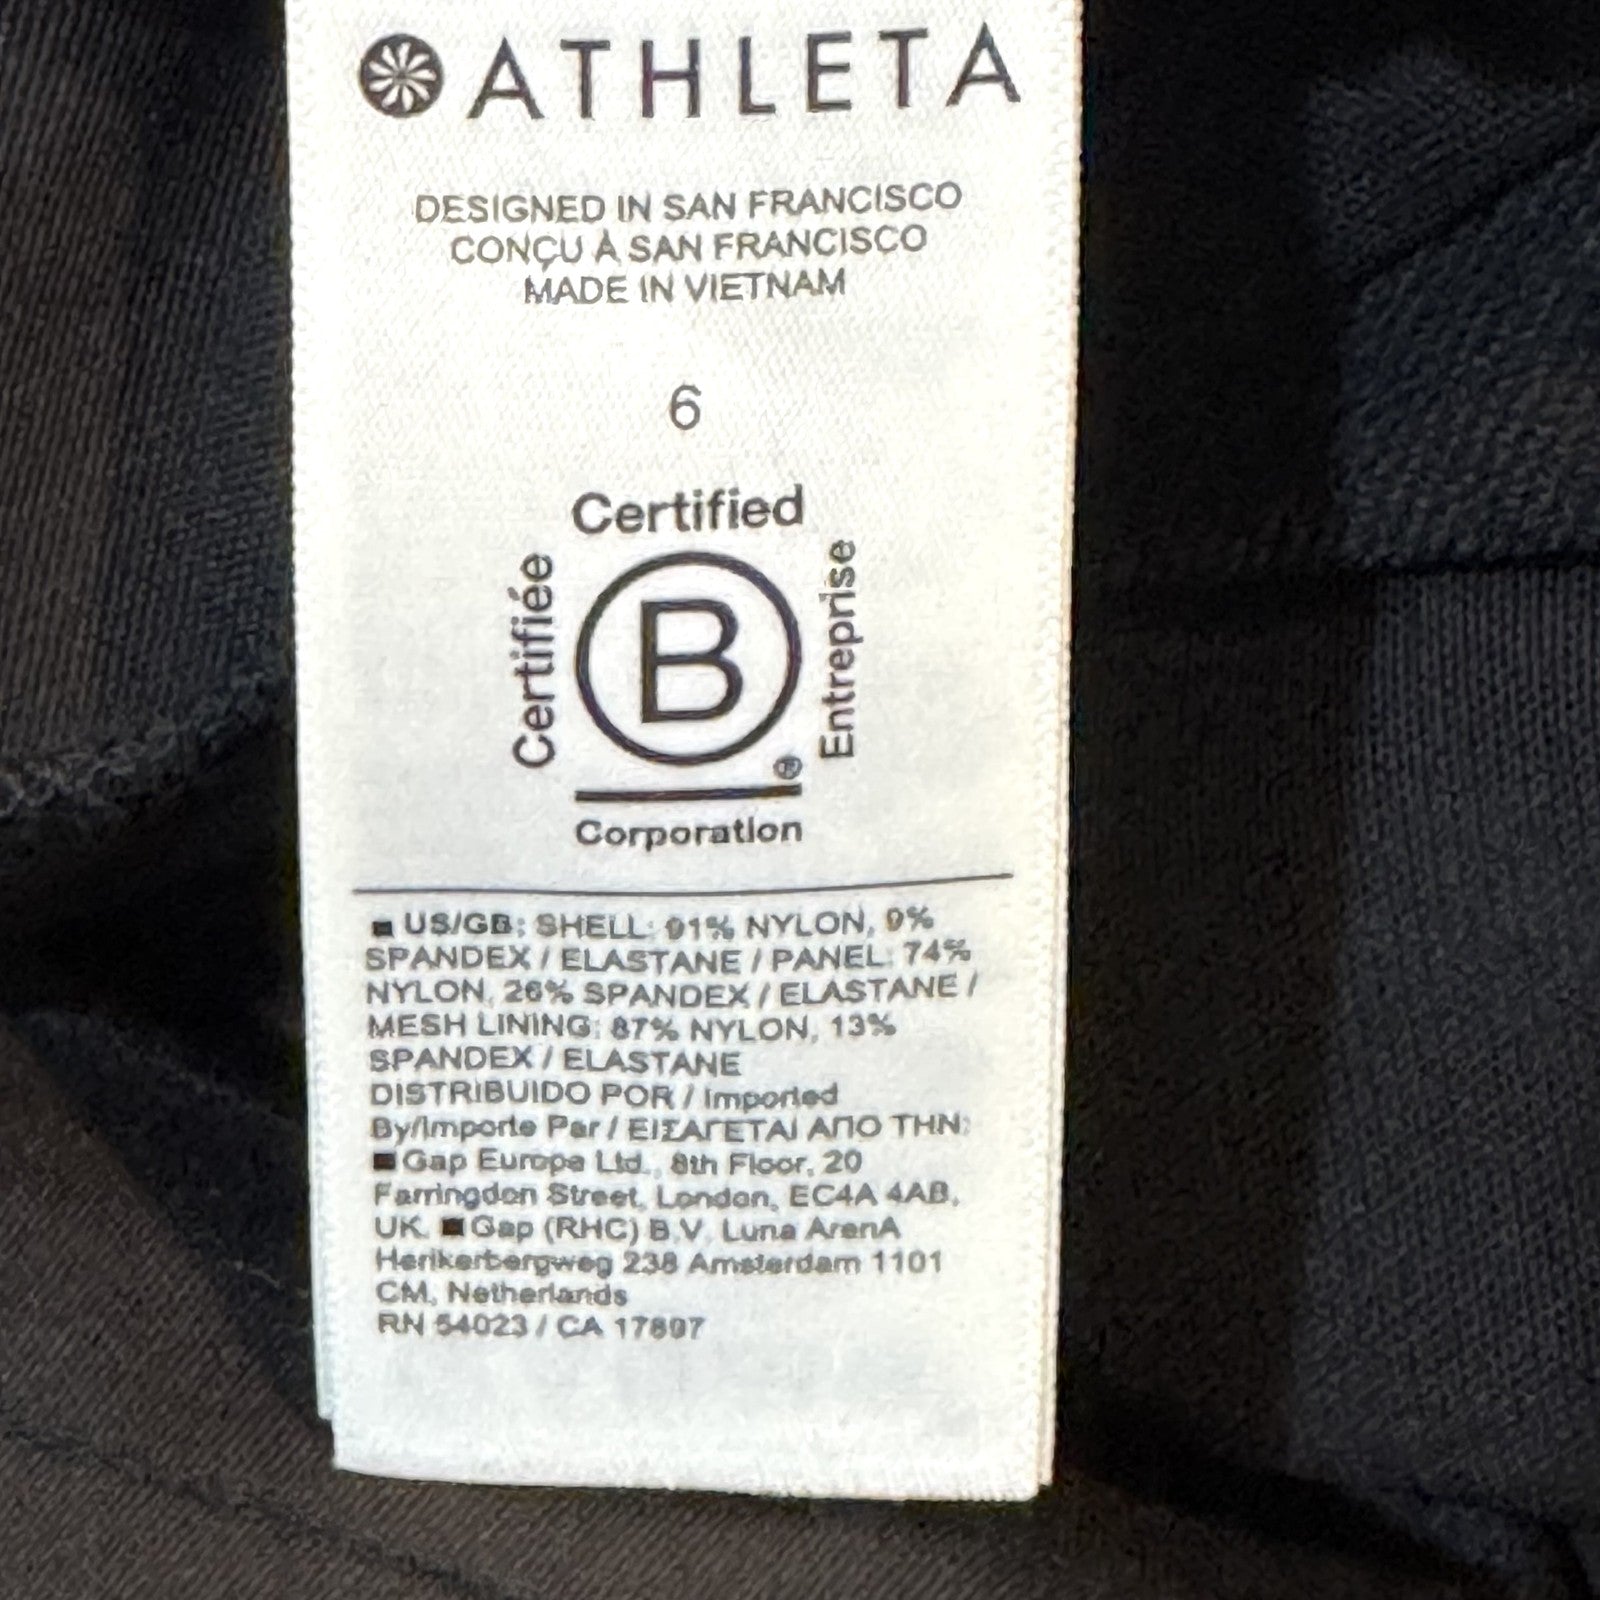 ATHLETA
DESIGNED IN SAN FRANCISCO
CONÇU À SAN FRANCISCO
MADE IN VIETNAM
6
Certified
Certifiée
B
Entreprise
®
Corporation
US/GB: SHELL: 91% NYLON, 9%
SPANDEX / ELASTANE / PANEL: 74%
NYLON, 26% SPANDEX / ELASTANE /
MESH LINING: 87% NYLON, 13%
SPANDEX / ELASTANE
DISTRIBUIDO POR / Imported
By/Importe Par / ΕΙΣΑΓΕΤΑΙ ΑΠΟ ΤΗΝ:
Gap Europe Ltd., 8th Floor, 20
Farringdon Street, London, EC4A 4AB,
UK. Gap (RHC) B.V. Luna ArenA
Herikerbergweg 238 Amsterdam 1101
CM, Netherlands
RN 54023 / CA 17897